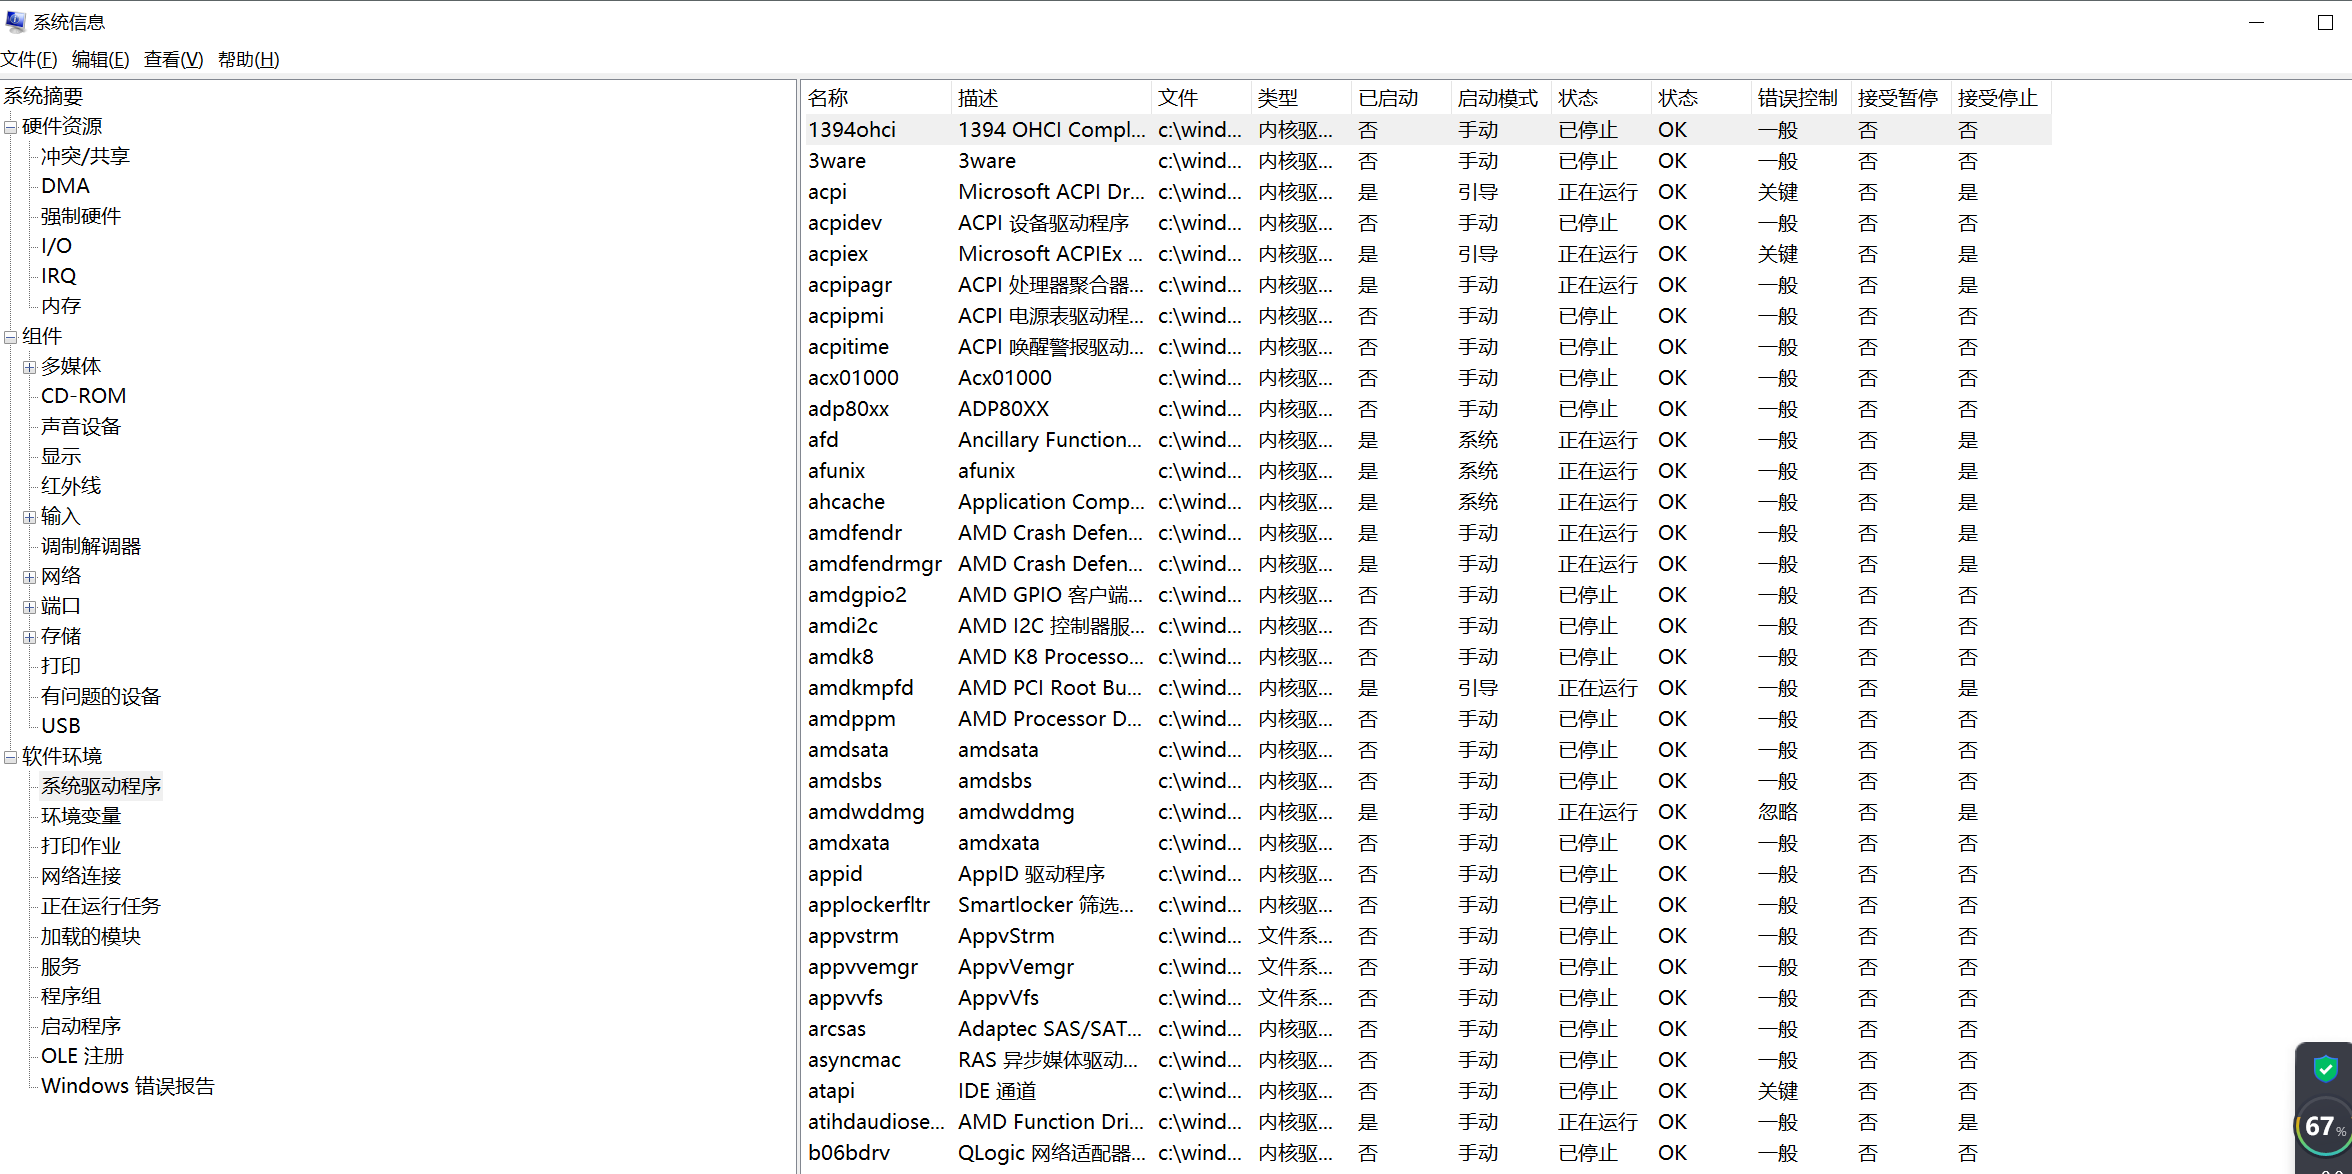 系统信息
文件(F) 编辑(E) 查看(V) 帮助(H)
系统摘要
硬件资源
冲突/共享
DMA
强制硬件
I/O
IRQ
内存
组件
多媒体
CD-ROM
声音设备
显示
红外线
输入
调制解调器
网络
端口
存储
打印
有问题的设备
USB
软件环境
系统驱动程序
环境变量
打印作业
网络连接
正在运行任务
加载的模块
服务
程序组
启动程序
OLE 注册
Windows 错误报告
名称 描述 文件 类型 已启动 启动模式 状态 状态 错误控制 接受暂停 接受停止
1394ohci 1394 OHCI Compl... c:\wind... 内核驱... 否 手动 已停止 OK 一般 否 否
3ware 3ware c:\wind... 内核驱... 否 手动 已停止 OK 一般 否 否
acpi Microsoft ACPI Dr... c:\wind... 内核驱... 是 引导 正在运行 OK 关键 否 是
acpidev ACPI 设备驱动程序 c:\wind... 内核驱... 否 手动 已停止 OK 一般 否 否
acpiex Microsoft ACPIEx ... c:\wind... 内核驱... 是 引导 正在运行 OK 关键 否 是
acpipagr ACPI 处理器聚合器... c:\wind... 内核驱... 是 手动 正在运行 OK 一般 否 是
acpipmi ACPI 电源表驱动程... c:\wind... 内核驱... 否 手动 已停止 OK 一般 否 否
acpitime ACPI 唤醒警报驱动... c:\wind... 内核驱... 否 手动 已停止 OK 一般 否 否
acx01000 Acx01000 c:\wind... 内核驱... 否 手动 已停止 OK 一般 否 否
adp80xx ADP80XX c:\wind... 内核驱... 否 手动 已停止 OK 一般 否 否
afd Ancillary Function... c:\wind... 内核驱... 是 系统 正在运行 OK 一般 否 是
afunix afunix c:\wind... 内核驱... 是 系统 正在运行 OK 一般 否 是
ahcache Application Comp... c:\wind... 内核驱... 是 系统 正在运行 OK 一般 否 是
amdfendr AMD Crash Defen... c:\wind... 内核驱... 是 手动 正在运行 OK 一般 否 是
amdfendrmgr AMD Crash Defen... c:\wind... 内核驱... 是 手动 正在运行 OK 一般 否 是
amdgpio2 AMD GPIO 客户端... c:\wind... 内核驱... 否 手动 已停止 OK 一般 否 否
amdi2c AMD I2C 控制器服... c:\wind... 内核驱... 否 手动 已停止 OK 一般 否 否
amdk8 AMD K8 Processo... c:\wind... 内核驱... 否 手动 已停止 OK 一般 否 否
amdkmpfd AMD PCI Root Bu... c:\wind... 内核驱... 是 引导 正在运行 OK 一般 否 是
amdppm AMD Processor D... c:\wind... 内核驱... 否 手动 已停止 OK 一般 否 否
amdsata amdsata c:\wind... 内核驱... 否 手动 已停止 OK 一般 否 否
amdsbs amdsbs c:\wind... 内核驱... 否 手动 已停止 OK 一般 否 否
amdwddmg amdwddmg c:\wind... 内核驱... 是 手动 正在运行 OK 忽略 否 是
amdxata amdxata c:\wind... 内核驱... 否 手动 已停止 OK 一般 否 否
appid AppID 驱动程序 c:\wind... 内核驱... 否 手动 已停止 OK 一般 否 否
applockerfltr Smartlocker 筛选... c:\wind... 内核驱... 否 手动 已停止 OK 一般 否 否
appvstrm AppvStrm c:\wind... 文件系... 否 手动 已停止 OK 一般 否 否
appvvemgr AppvVemgr c:\wind... 文件系... 否 手动 已停止 OK 一般 否 否
appvvfs AppvVfs c:\wind... 文件系... 否 手动 已停止 OK 一般 否 否
arcsas Adaptec SAS/SAT... c:\wind... 内核驱... 否 手动 已停止 OK 一般 否 否
asyncmac RAS 异步媒体驱动... c:\wind... 内核驱... 否 手动 已停止 OK 一般 否 否
atapi IDE 通道 c:\wind... 内核驱... 否 手动 已停止 OK 关键 否 否
atihdaudiose... AMD Function Dri... c:\wind... 内核驱... 是 手动 正在运行 OK 一般 否 是
b06bdrv QLogic 网络适配器... c:\wind... 内核驱... 否 手动 已停止 OK 一般 否 否
67%